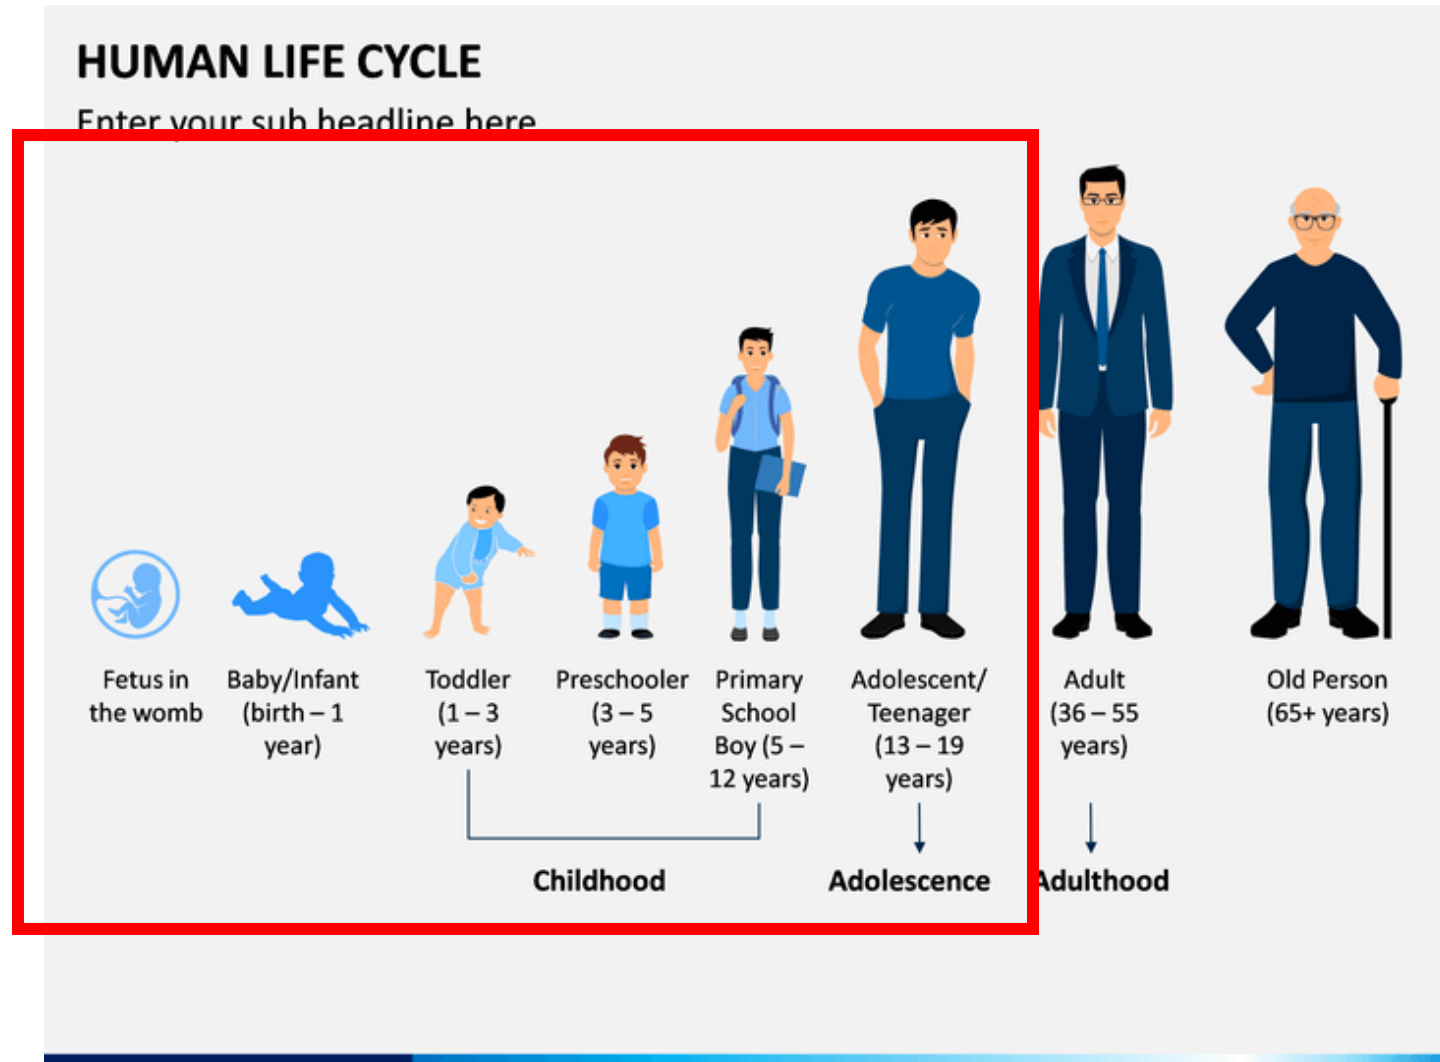 HUMAN LIFE CYCLE
Enter your sub headline here
Fetus in
the womb
Baby/Infant
(birth – 1
year)
Toddler
(1 – 3
years)
Preschooler
(3 – 5
years)
Primary
School
Boy (5 –
12 years)
Adolescent/
Teenager
(13 – 19
years)
Adult
(36 – 55
years)
Old Person
(65+ years)
Childhood
Adolescence
Adulthood